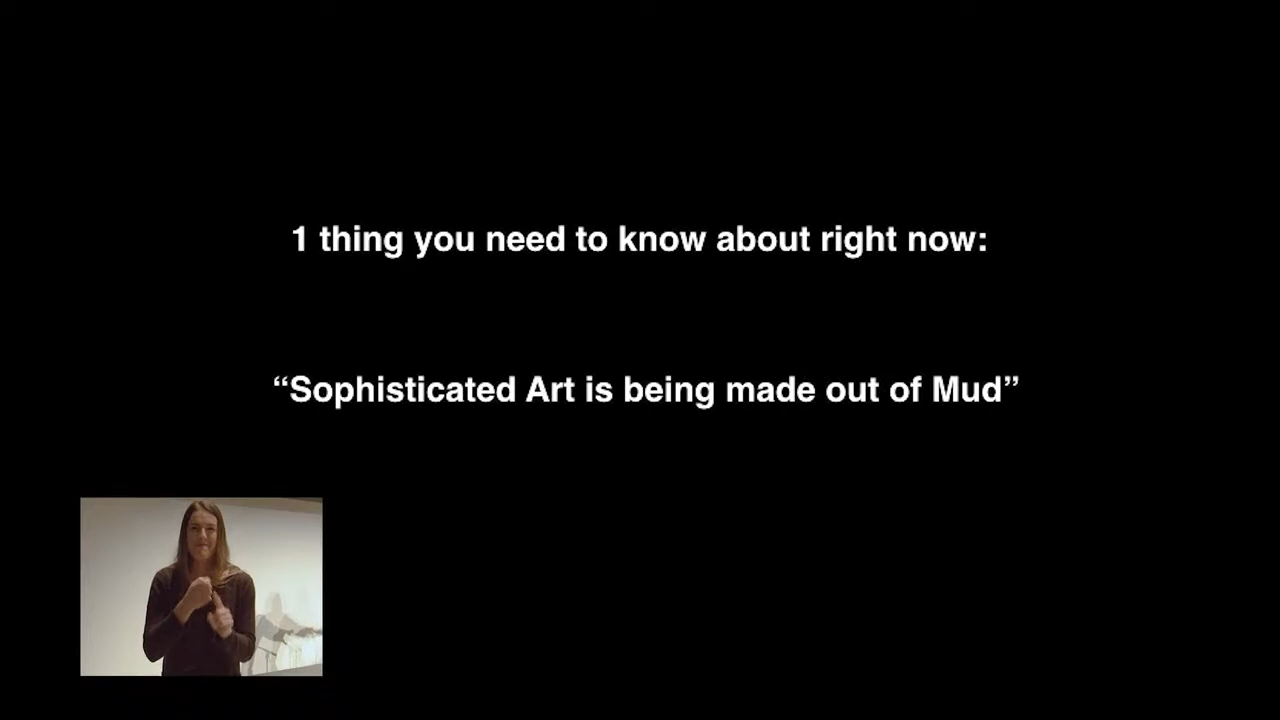 1 thing you need to know about right now:
“Sophisticated Art is being made out of Mud”